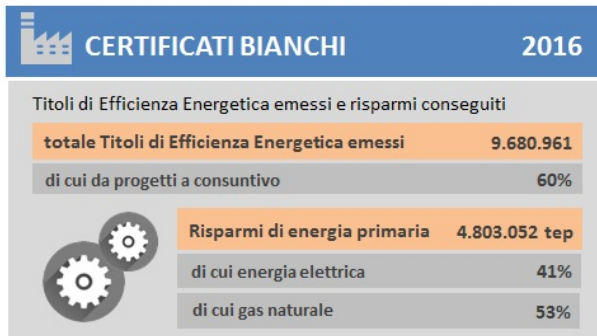 CERTIFICATI BIANCHI 2016
Titoli di Efficienza Energetica emessi e risparmi conseguiti
totale Titoli di Efficienza Energetica emessi 9.680.961
di cui da progetti a consuntivo 60%
Risparmi di energia primaria 4.803.052 tep
di cui energia elettrica 41%
di cui gas naturale 53%